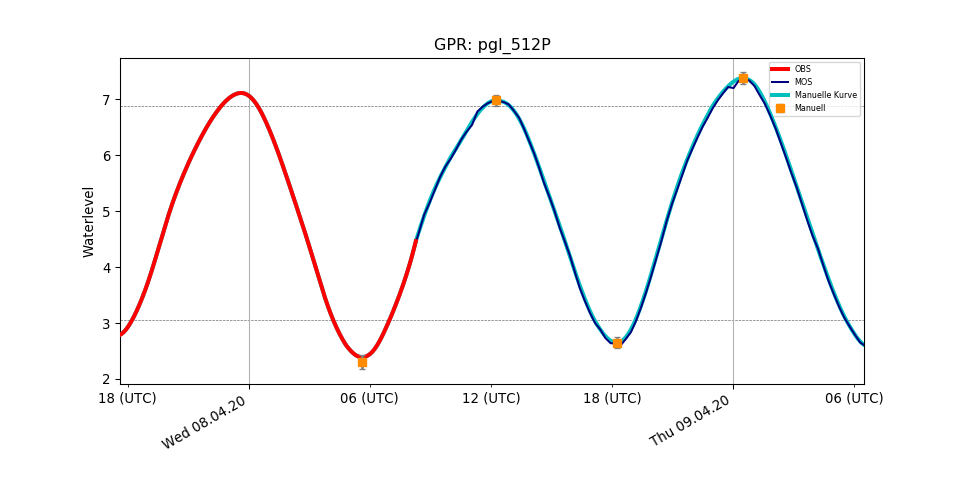 GPR: pgl_512P
OBS
MOS
Manuelle Kurve
Manuell
Waterlevel
7
6
5
4
3
2
18 (UTC)
06 (UTC)
12 (UTC)
18 (UTC)
06 (UTC)
Wed 08.04.20
Thu 09.04.20